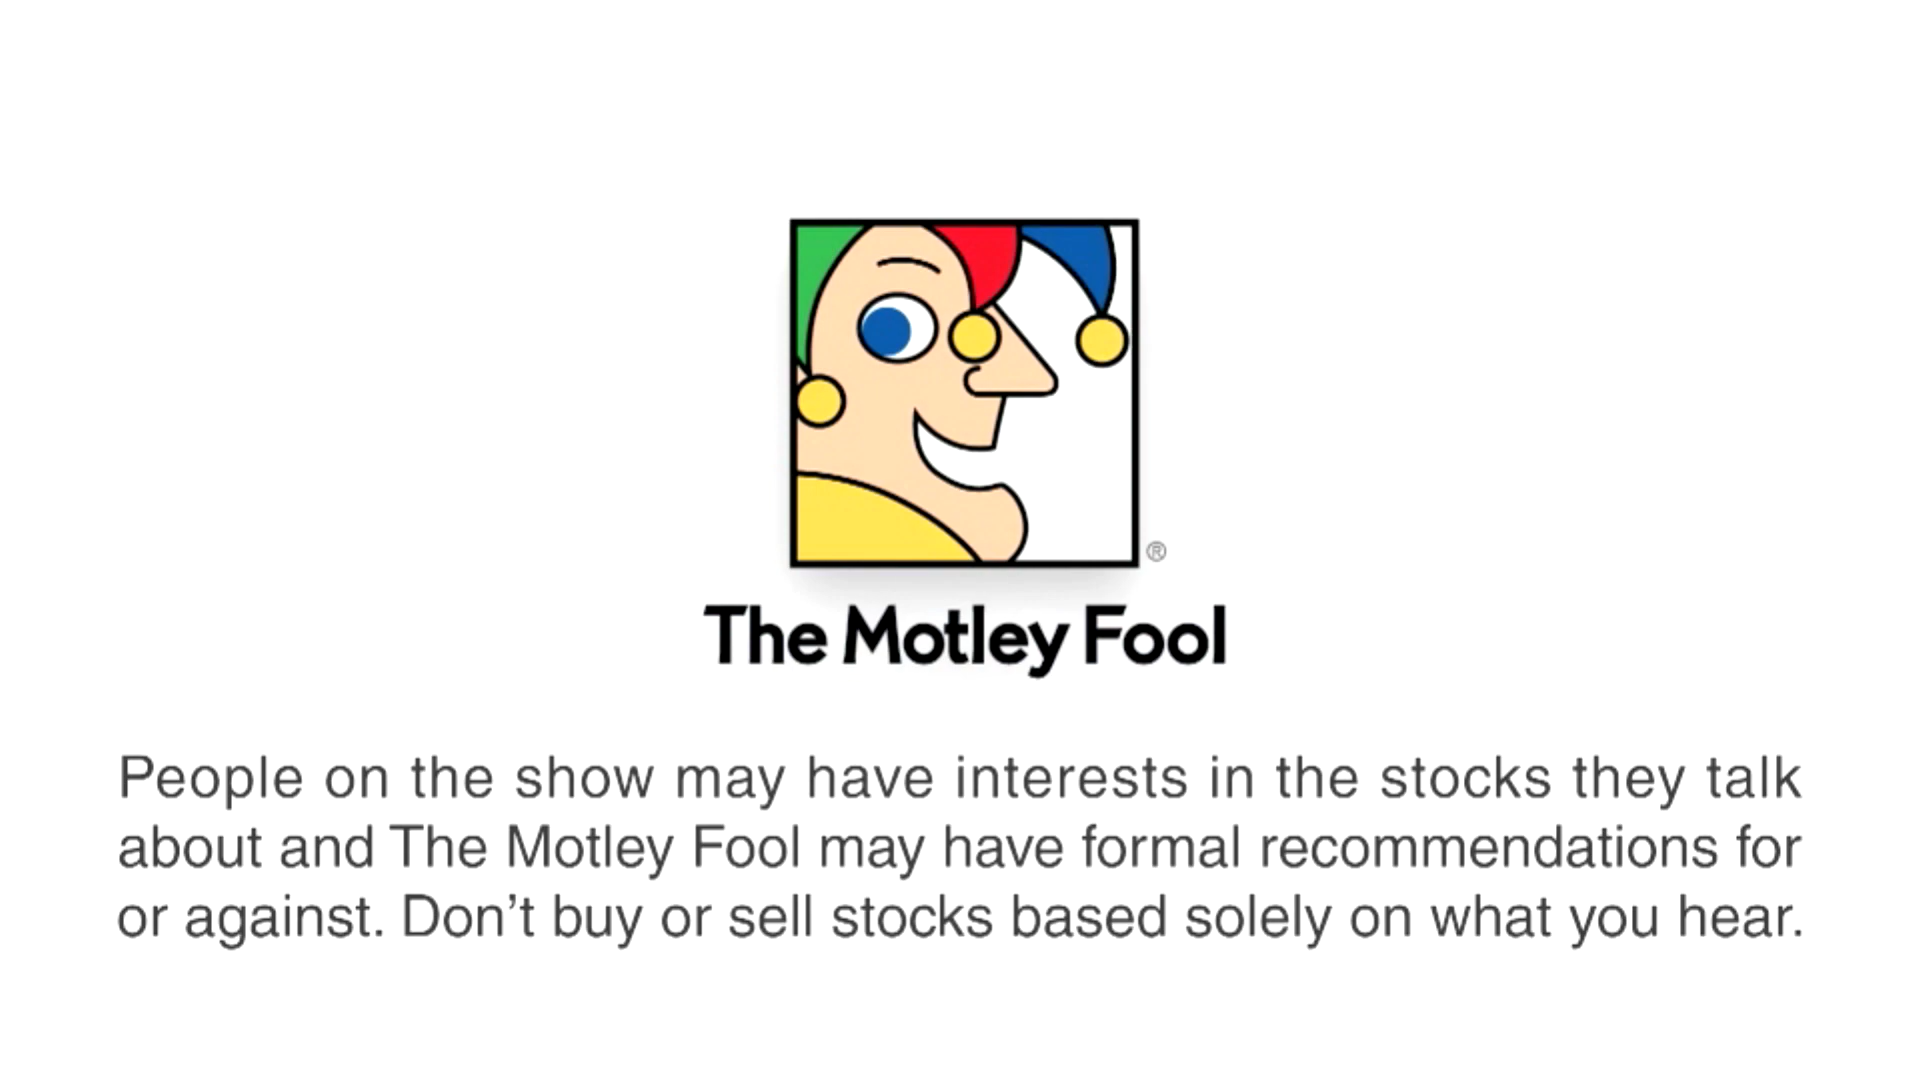 ®
The Motley Fool
People on the show may have interests in the stocks they talk
about and The Motley Fool may have formal recommendations for
or against. Don’t buy or sell stocks based solely on what you hear.